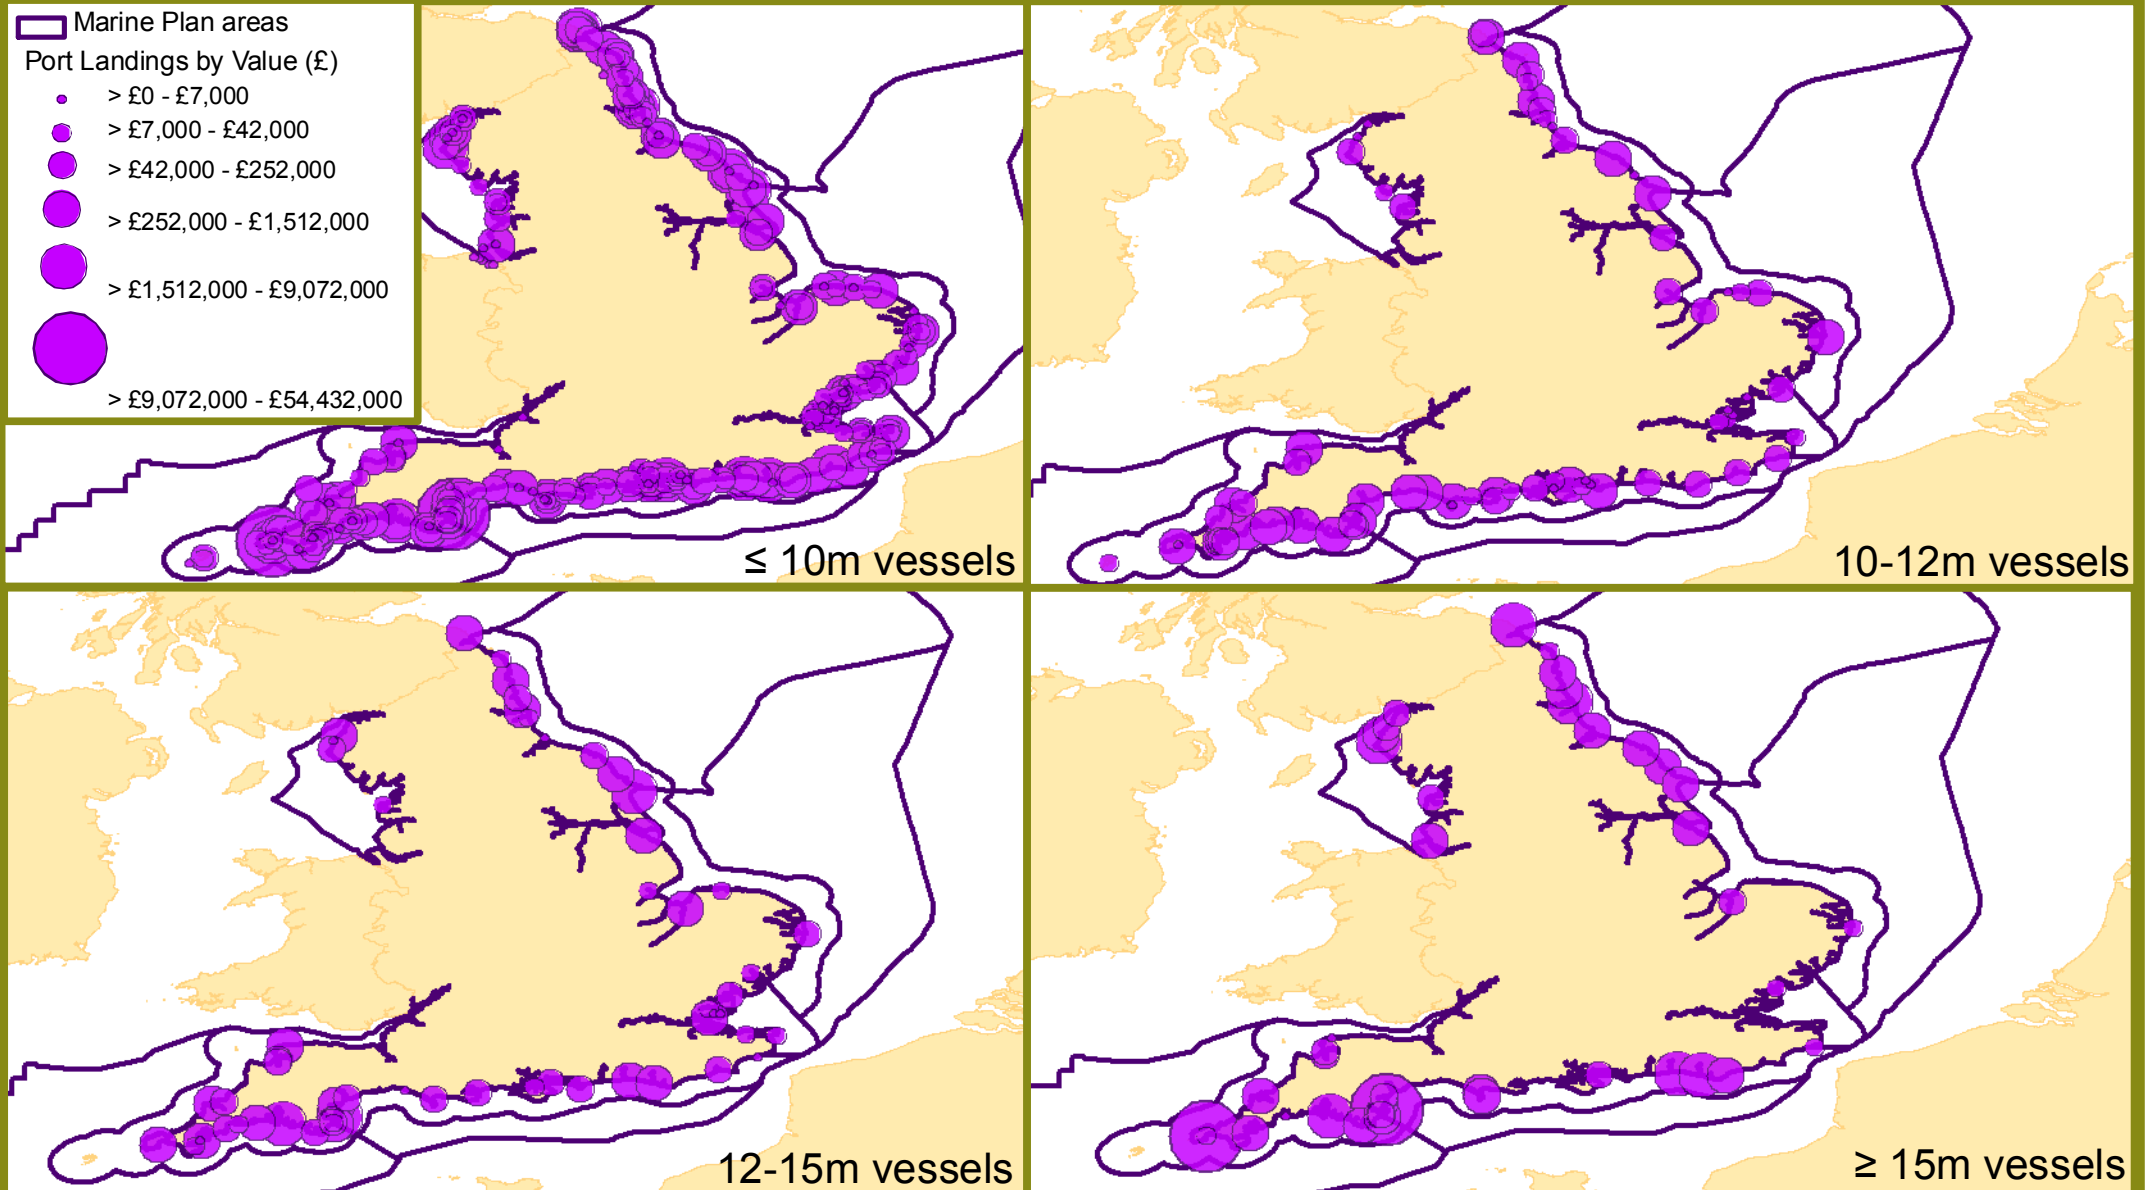 Marine Plan areas
Port Landings by Value (£)
> £0 - £7,000
> £7,000 - £42,000
> £42,000 - £252,000
> £252,000 - £1,512,000
> £1,512,000 - £9,072,000
> £9,072,000 - £54,432,000
≤ 10m vessels
10-12m vessels
12-15m vessels
≥ 15m vessels